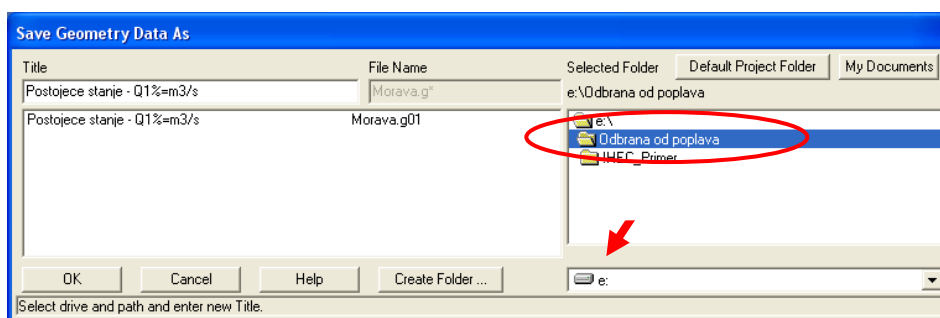 Save Geometry Data As
Title File Name Selected Folder Default Project Folder My Documents
Postojece stanje - Q1%=m3/s Morava.g* e:\Odbrana od poplava
Postojece stanje - Q1%=m3/s Morava.g01 e:\
Odbrana od poplava
!HEC_Primer
OK Cancel Help Create Folder ... e:
Select drive and path and enter new Title.